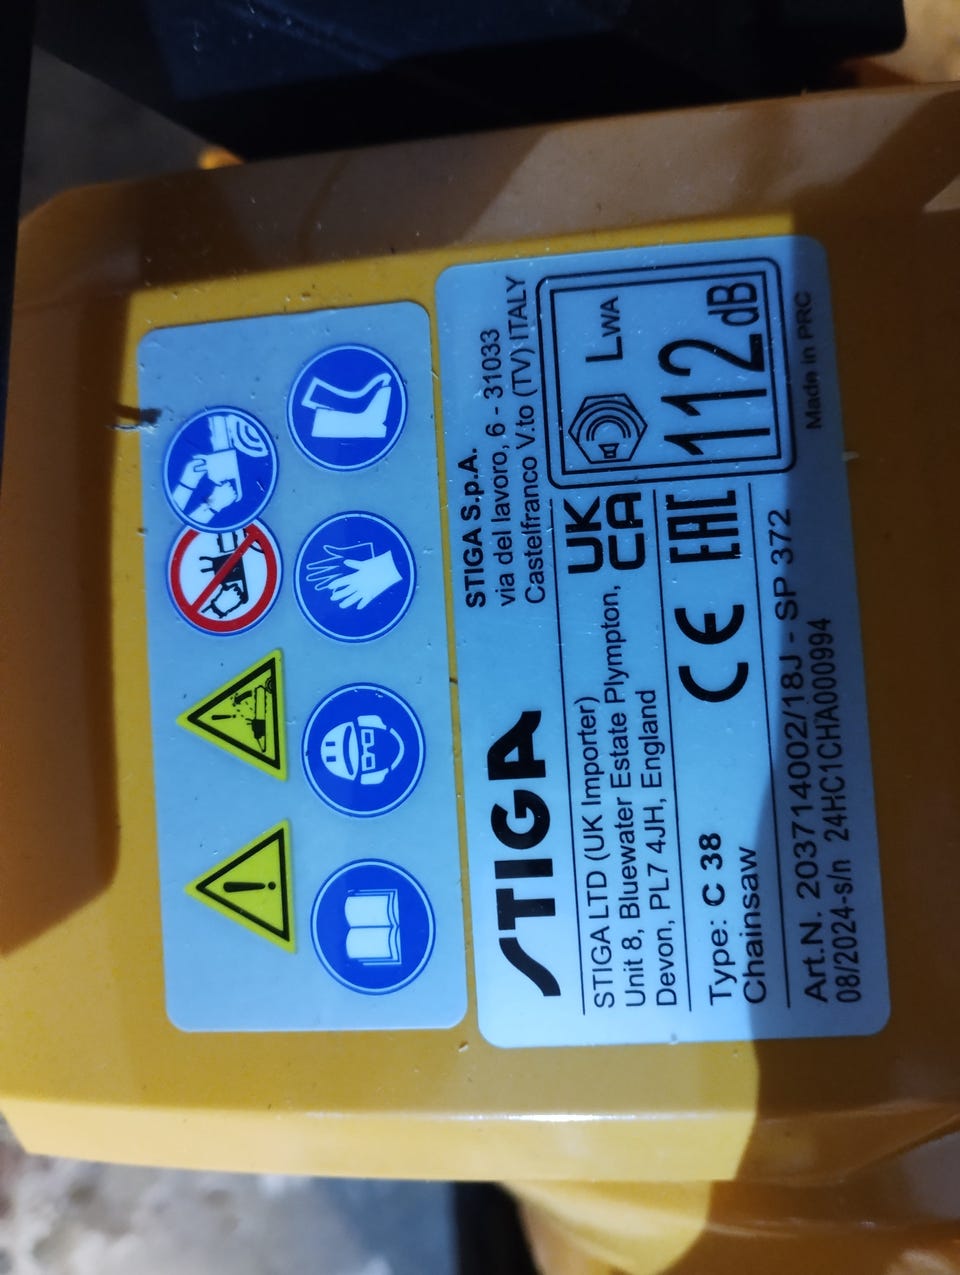 STIGA
STIGA S.p.A.
via del lavoro, 6 - 31033
Castelfranco V.to (TV) ITALY
STIGA LTD (UK Importer)
Unit 8, Bluewater Estate Plympton,
Devon, PL7 4JH, England
UK
CA
LWA
112 dB
Type: C 38
Chainsaw
CE
EAC
Art.N. 203714002/18J - SP 372
08/2024-s/n 24HC1CHA000994
Made in PRC